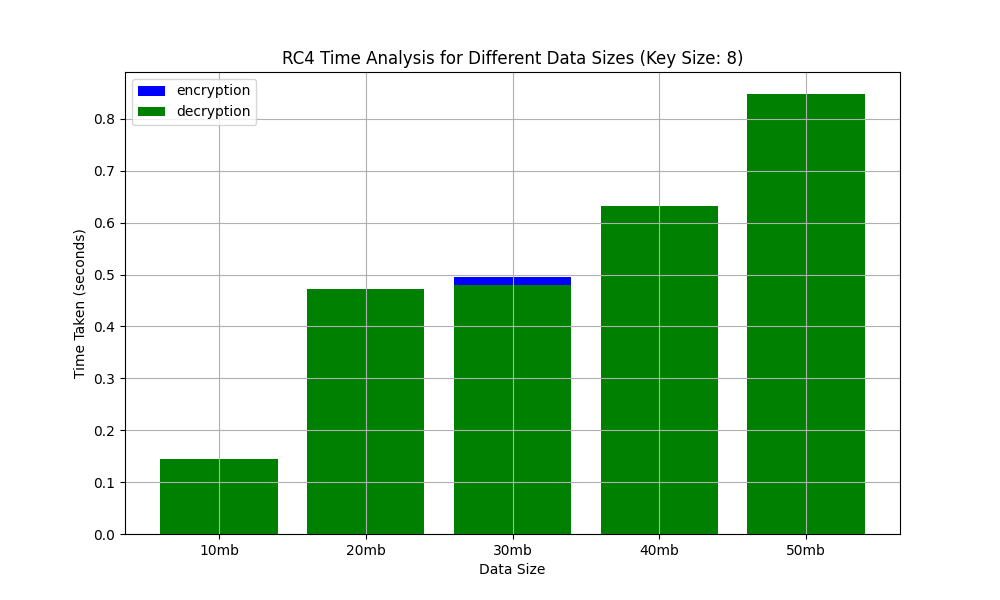 RC4 Time Analysis for Different Data Sizes (Key Size: 8)
encryption
decryption
0.8
0.7
0.6
0.5
0.4
0.3
0.2
0.1
0.0
Time Taken (seconds)
10mb 20mb 30mb 40mb 50mb
Data Size